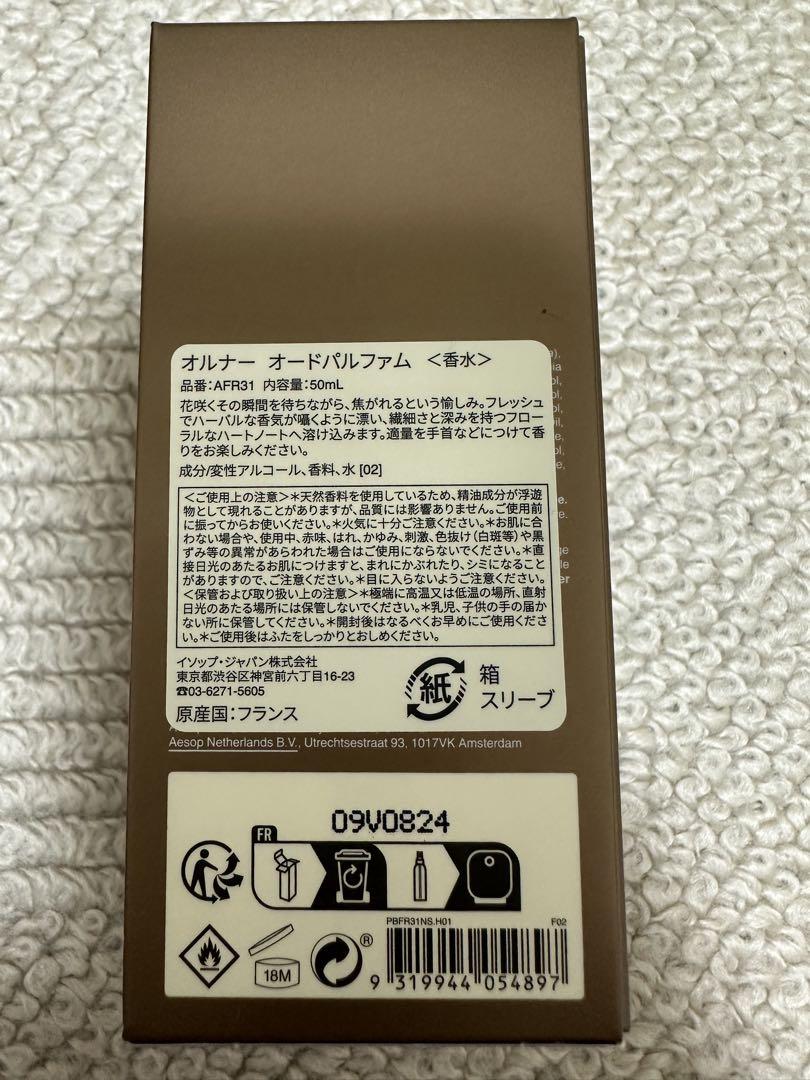 オルナー オードパルファム ＜香水＞
品番：AFR31 内容量：50mL
花咲くその瞬間を待ちながら、焦がれるという愉しみ。フレッシュ
でハーバルな香気が囁くように漂い、繊細さと深みを持つフロー
ラルなハートノートへ溶け込みます。適量を手首などにつけて香
りをお楽しみください。
成分/変性アルコール、香料、水 [02]
＜ご使用上の注意＞＊天然香料を使用しているため、精油成分が浮遊
物として現れることがありますが、品質には影響ありません。ご使用前
に振ってからお使いください。＊火気に十分ご注意ください。＊お肌に合
わない場合や、使用中、赤味、はれ、かゆみ、刺激、色抜け（白斑等）や黒
ずみ等の異常があらわれた場合はご使用にならないでください。＊直
接日光のあたるお肌につけますと、まれにかぶれたり、シミになること
がありますので、ご注意ください。＊目に入らないようご注意ください。
＜保管および取り扱い上の注意＞＊極端に高温又は低温の場所、直射
日光のあたる場所には保管しないでください。＊乳児、子供の手の届か
ない所に保管してください。＊開封後はなるべくお早めにご使用くださ
い。＊ご使用後はふたをしっかりとおしめください。
イソップ・ジャパン株式会社
東京都渋谷区神宮前六丁目16-23
☎03-6271-5605
原産国：フランス
紙
箱
スリーブ
Aesop Netherlands B.V., Utrechtsestraat 93, 1017VK Amsterdam
09V0824
FR
PBFR31NS.H01 F02
18M
®
9 319944 054897